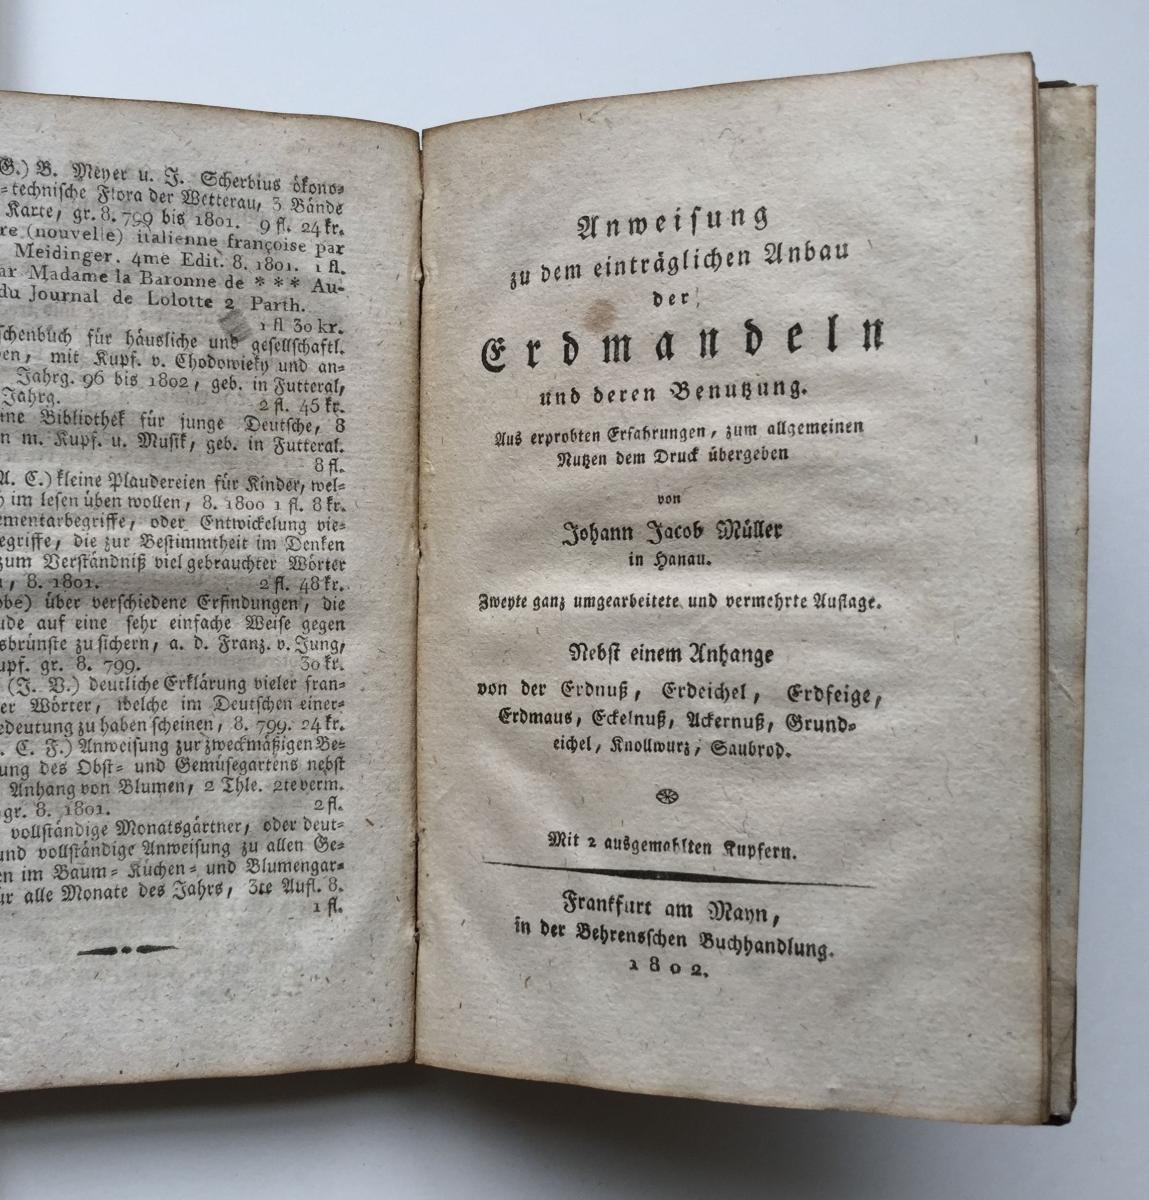 G.) B. Meyer u. J. Scherbius ökono-
-technische Flora der Wetterau, 3 Bände
Karte, gr. 8. 799 bis 1801. 9 fl. 24 kr.
re (nouvelle) italienne françoise par
Meidinger. 4me Edit. 8. 1801. 1 fl.
ar Madame la Baronne de *** Au-
du Journal de Lolotte 2 Parth.
1 fl 30 kr.
schenbuch für häusliche und gesellschaftl.
en, mit Kupf. v. Chodowieky und an-
Jahrg. 96 bis 1802, geb. in Futteral,
Jahrg. 2 fl. 45 kr.
ine Bibliothek für junge Deutsche, 8
n m. Kupf. u. Musik, geb. in Futteral.
8 fl.
A. C.) kleine Plaudereien für Kinder, wel-
h im lesen üben wollen, 8. 1800 1 fl. 8 kr.
ementarbegriffe, oder Entwickelung vie-
egriffe, die zur Bestimmtheit im Denken
zum Verständniß viel gebrauchter Wörter
, 8. 1801. 2 fl. 48 kr.
obe) über verschiedene Erfindungen, die
ude auf eine sehr einfache Weise gegen
sbrünste zu sichern, a. d. Franz. v. Jung,
upf. gr. 8. 799. 30 kr.
(J. V.) deutliche Erklärung vieler fran-
er Wörter, welche im Deutschen einer-
edeutung zu haben scheinen, 8. 799. 24 kr.
. C. F.) Anweisung zur zweckmäßigen Be-
ung des Obst- und Gemüsegartens nebst
Anhang von Blumen, 2 Thle. 2te verm.
gr. 8. 1801. 2 fl.
vollständige Monatsgärtner, oder deut-
und vollständige Anweisung zu allen Ge-
en im Baum- Küchen- und Blumengar-
ür alle Monate des Jahrs, 3te Aufl. 8.
1 fl.
Anweisung
zu dem einträglichen Anbau
der
Erdmandeln
und deren Benutzung.
Aus erprobten Erfahrungen, zum allgemeinen
Nutzen dem Druck übergeben
von
Johann Jacob Müller
in Hanau.
Zweyte ganz umgearbeitete und vermehrte Auflage.
Nebst einem Anhange
von der Erdnuß, Erdeichel, Erdfeige,
Erdmaus, Eckelnuß, Ackernuß, Grund-
eichel, Knollwurz, Saubrod.
Mit 2 ausgemahlten Kupfern.
Frankfurt am Mayn,
in der Behrensschen Buchhandlung.
1802.